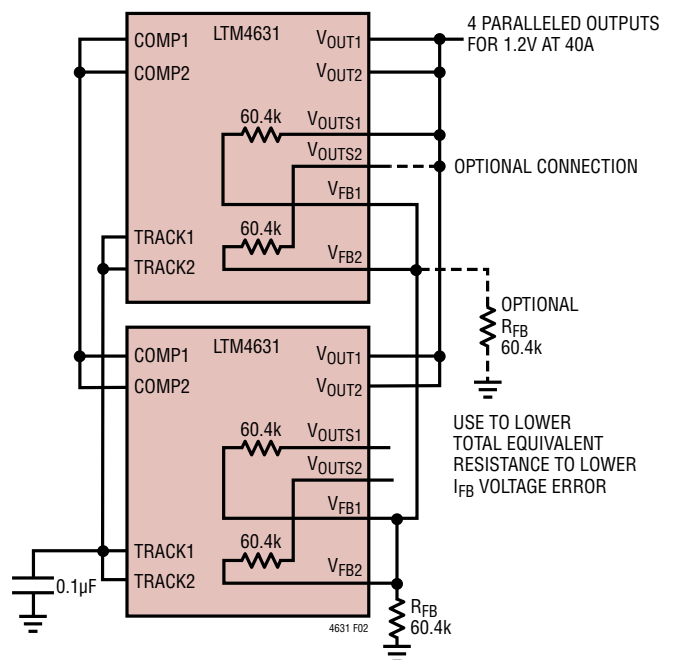 4 PARALLELED OUTPUTS
FOR 1.2V AT 40A
COMP1
LTM4631
VOUT1
COMP2
VOUT2
60.4k
VOUTS1
VOUTS2
OPTIONAL CONNECTION
VFB1
60.4k
TRACK1
VFB2
TRACK2
OPTIONAL
RFB
60.4k
COMP1
LTM4631
VOUT1
COMP2
VOUT2
USE TO LOWER
TOTAL EQUIVALENT
RESISTANCE TO LOWER
IFB VOLTAGE ERROR
60.4k
VOUTS1
VOUTS2
VFB1
60.4k
TRACK1
VFB2
TRACK2
0.1µF
RFB
60.4k
4631 F02